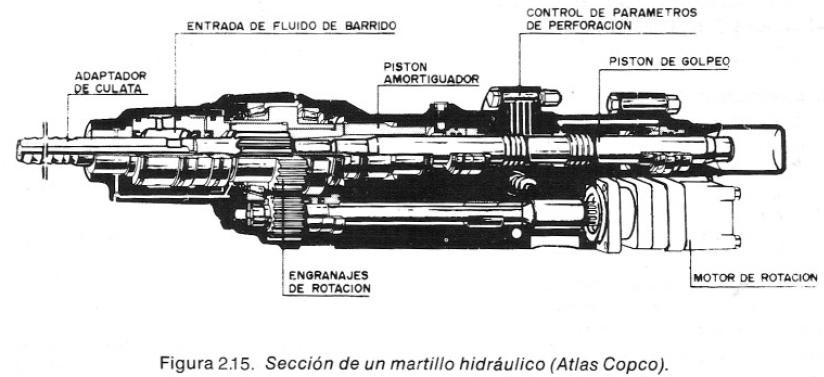 CONTROL DE PARAMETROS
DE PERFORACION
ENTRADA DE FLUIDO DE BARRIDO
PISTON DE GOLPEO
PISTON
AMORTIGUADOR
ADAPTADOR
DE CULATA
ENGRANAJES
DE ROTACION
MOTOR DE ROTACION
Figura 2.15. Sección de un martillo hidráulico (Atlas Copco).